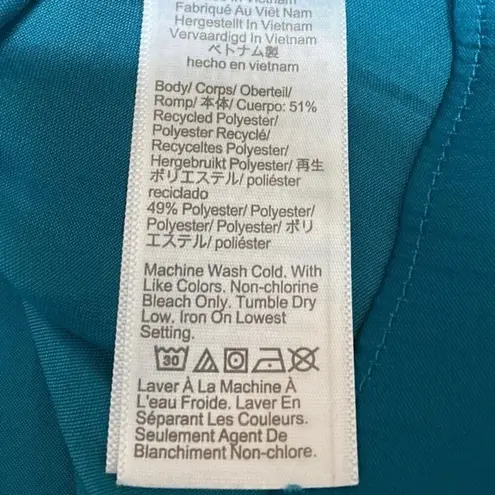 in Vietnam
Fabriqué Au Viêt Nam
Hergestellt In Vietnam
Vervaardigd In Vietnam
ベトナム製
hecho en vietnam
Body/ Corps/ Oberteil/
Romp/ 本体/ Cuerpo: 51%
Recycled Polyester/
Polyester Recyclé/
Recyceltes Polyester/
Hergebruikt Polyester/ 再生
ポリエステル/ poliéster
reciclado
49% Polyester/ Polyester/
Polyester/ Polyester/ ポリ
エステル/ poliéster
Machine Wash Cold. With
Like Colors. Non-chlorine
Bleach Only. Tumble Dry
Low. Iron On Lowest
Setting.
30
Laver À La Machine À
L'eau Froide. Laver En
Séparant Les Couleurs.
Seulement Agent De
Blanchiment Non-chlore.